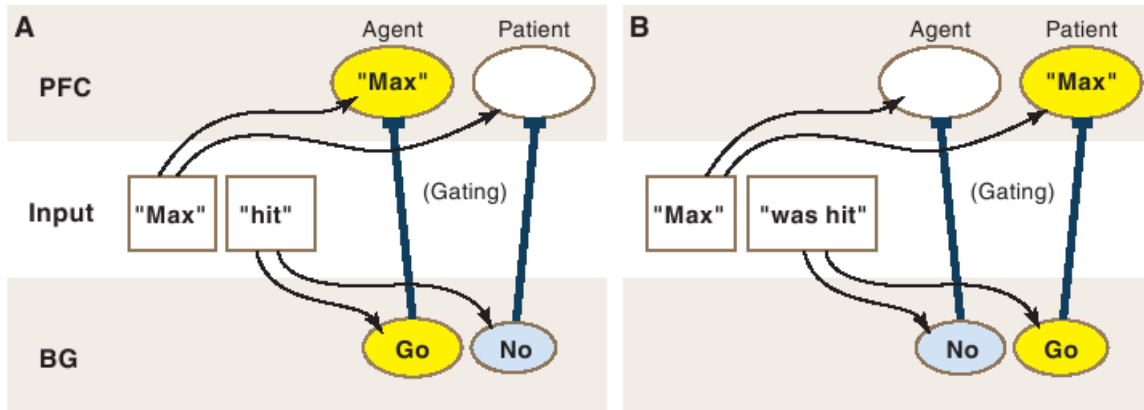 A
Agent Patient
PFC
"Max"
Input
"Max" "hit"
(Gating)
BG
Go No
B
Agent Patient
"Max"
"Max" "was hit"
(Gating)
No Go